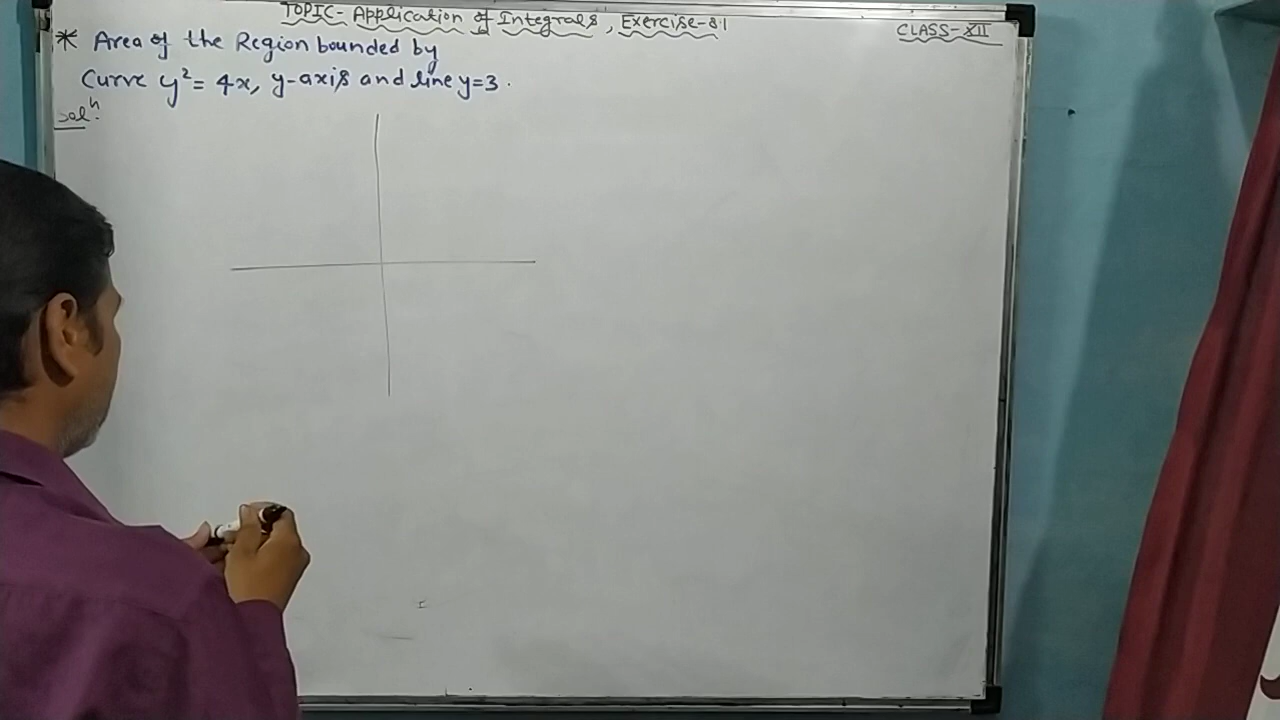 TOPIC- Application of Integrals, Exercise-8.1
CLASS-XII
* Area of the Region bounded by
Curve y² = 4x, y-axis and line y=3.
Solⁿ.